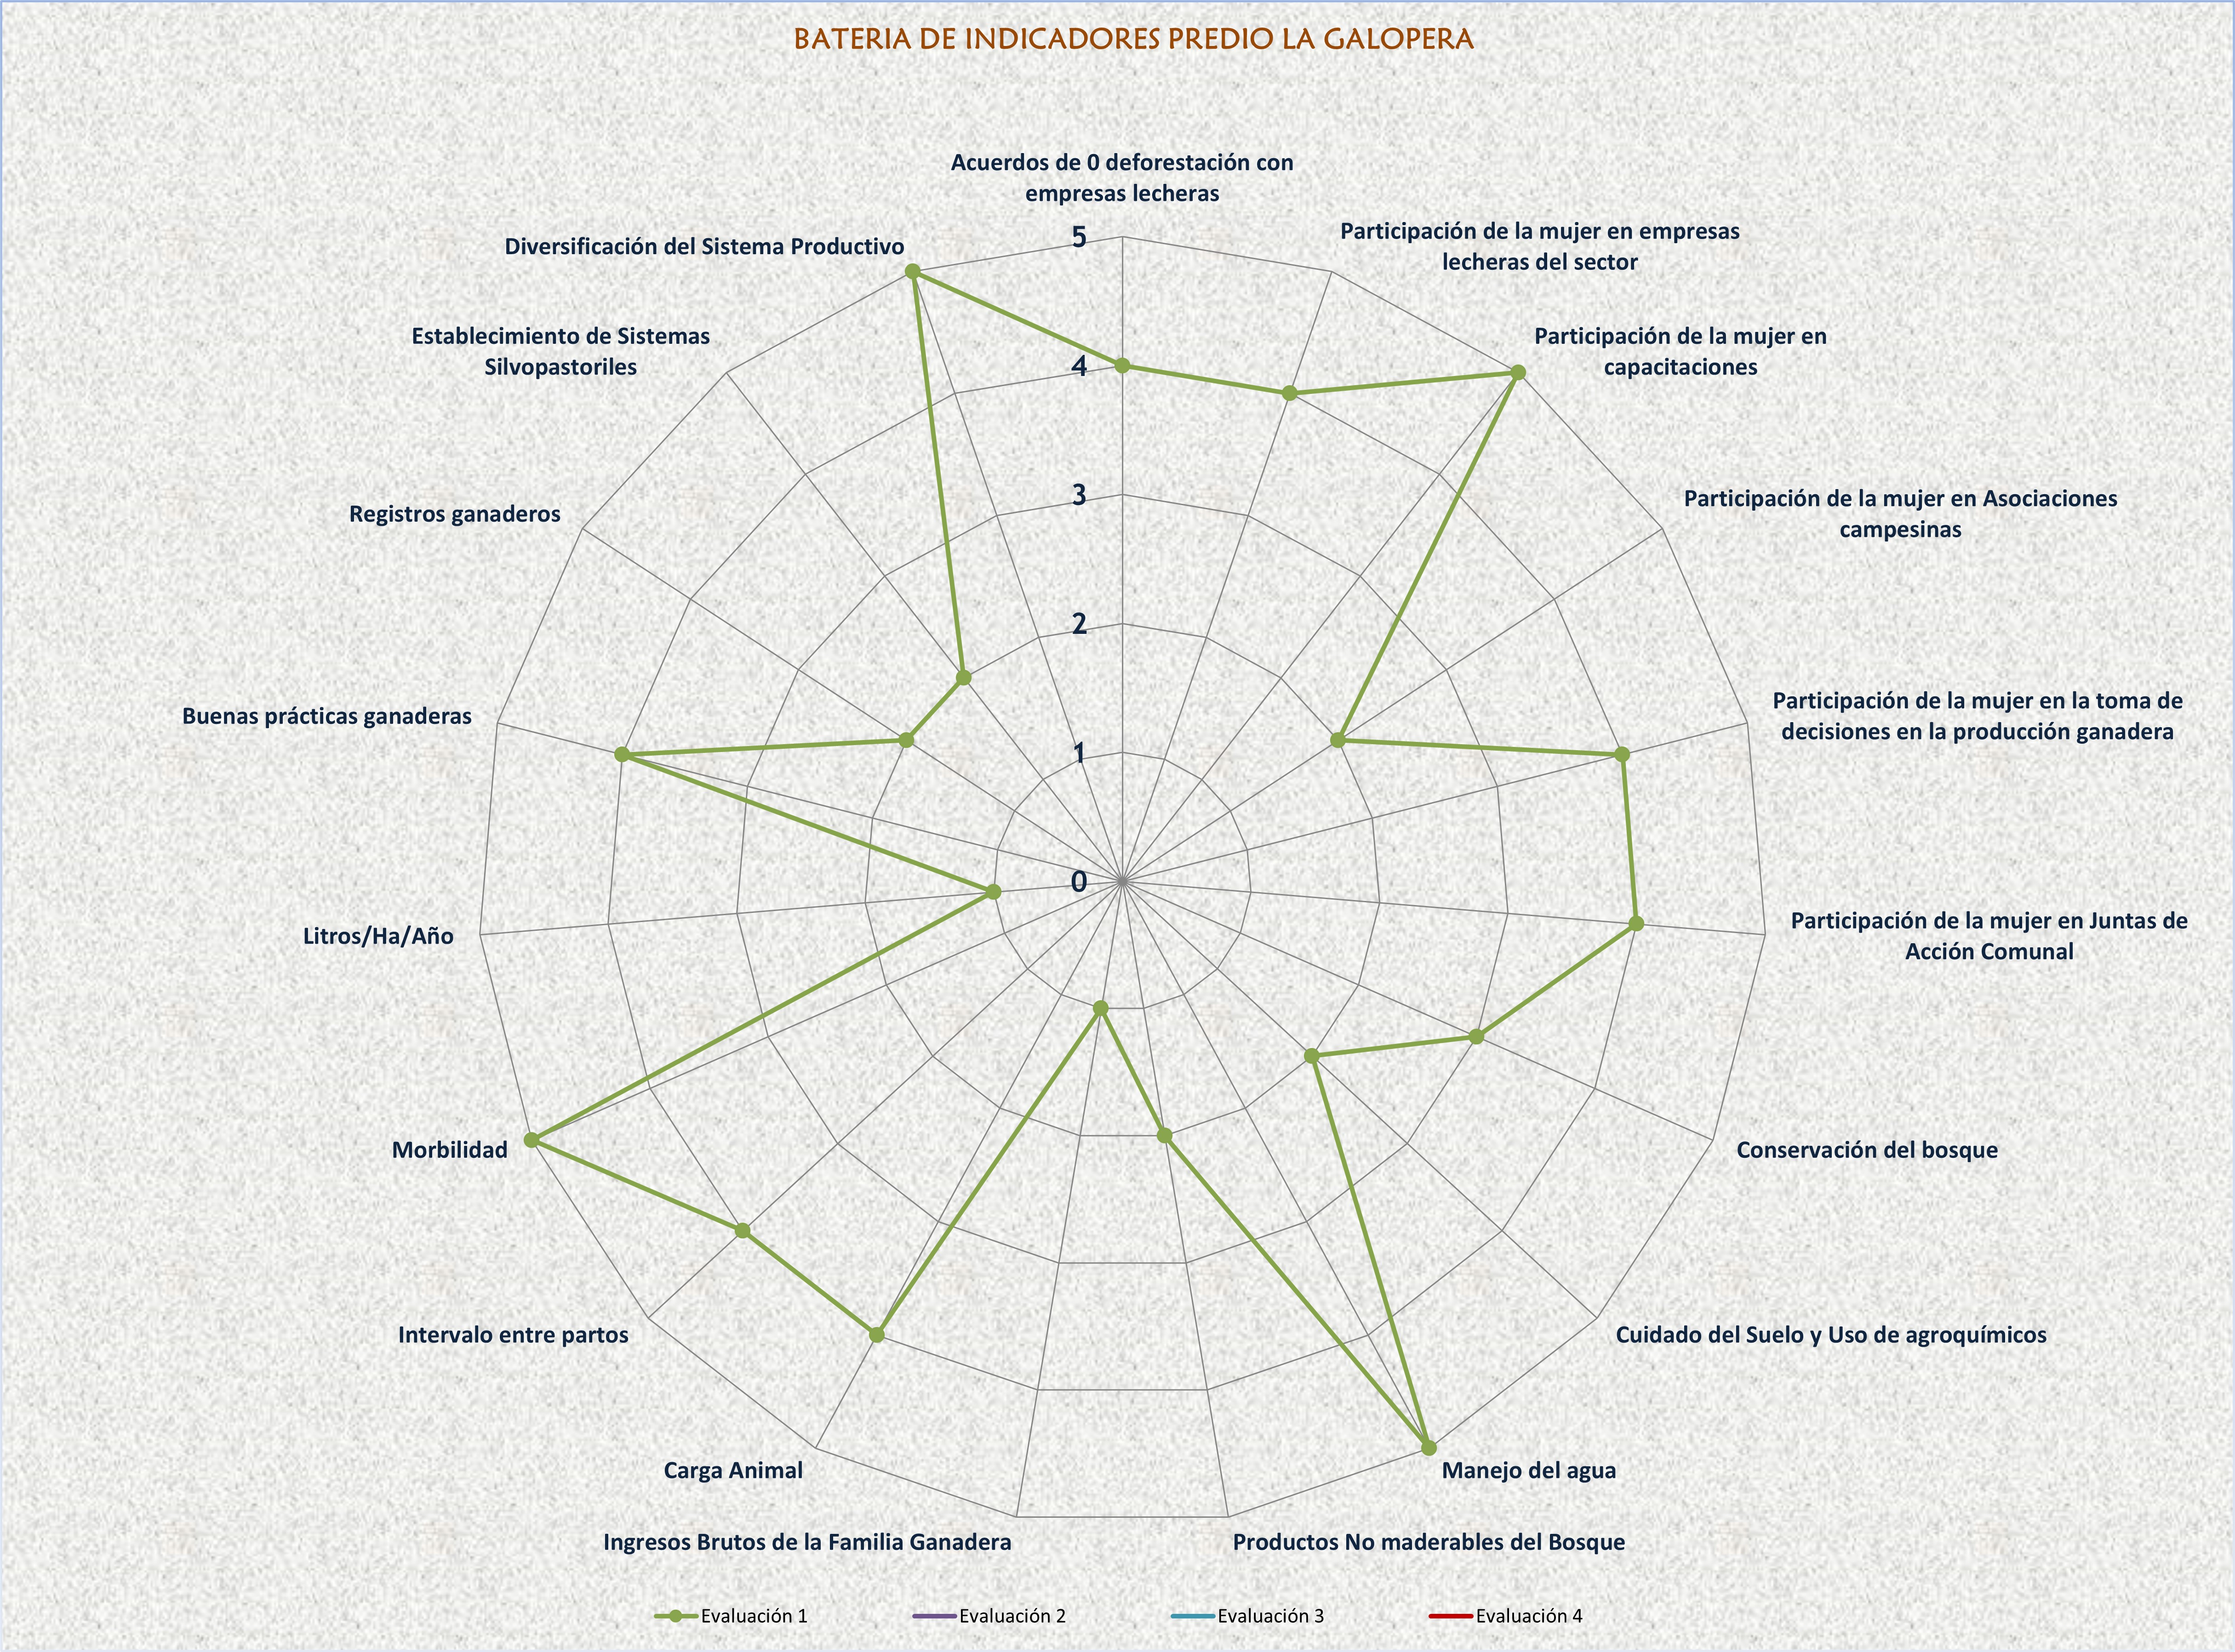 BATERIA DE INDICADORES PREDIO LA GALOPERA
Acuerdos de 0 deforestación con
empresas lecheras
Participación de la mujer en empresas
lecheras del sector
Participación de la mujer en
capacitaciones
Participación de la mujer en Asociaciones
campesinas
Participación de la mujer en la toma de
decisiones en la producción ganadera
Participación de la mujer en Juntas de
Acción Comunal
Conservación del bosque
Cuidado del Suelo y Uso de agroquímicos
Manejo del agua
Productos No maderables del Bosque
Ingresos Brutos de la Familia Ganadera
Carga Animal
Intervalo entre partos
Morbilidad
Litros/Ha/Año
Buenas prácticas ganaderas
Registros ganaderos
Establecimiento de Sistemas
Silvopastoriles
Diversificación del Sistema Productivo
5
4
3
2
1
0
Evaluación 1
Evaluación 2
Evaluación 3
Evaluación 4